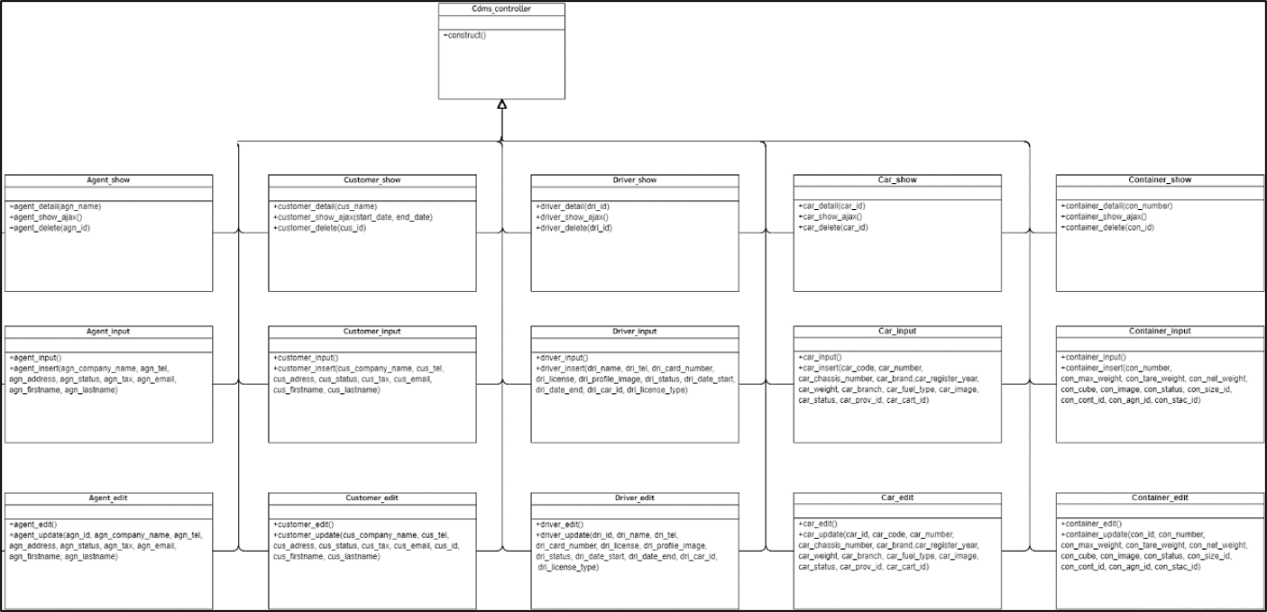 Cdms_controller
+construct()
Agent_show
+agent_detail(agn_name)
+agent_show_ajax()
+agent_delete(agn_id)
Customer_show
+customer_detail(cus_name)
+customer_show_ajax(start_date, end_date)
+customer_delete(cus_id)
Driver_show
+driver_detail(dri_id)
+driver_show_ajax()
+driver_delete(dri_id)
Car_show
+car_detail(car_id)
+car_show_ajax()
+car_delete(car_id)
Container_show
+container_detail(con_number)
+container_show_ajax()
+container_delete(con_id)
Agent_input
+agent_input()
+agent_insert(agn_company_name, agn_tel,
agn_address, agn_status, agn_tax, agn_email,
agn_firstname, agn_lastname)
Customer_input
+customer_input()
+customer_insert(cus_company_name, cus_tel,
cus_adress, cus_status, cus_tax, cus_email,
cus_firstname, cus_lastname)
Driver_input
+driver_input()
+driver_insert(dri_name, dri_tel, dri_card_number,
dri_license, dri_profile_image, dri_status, dri_date_start,
dri_date_end, dri_car_id, dri_license_type)
Car_input
+car_input()
+car_insert(car_code, car_number,
car_chassis_number, car_brand,car_register_year,
car_weight, car_branch, car_fuel_type, car_image,
car_status, car_prov_id, car_cart_id)
Container_input
+container_input()
+container_insert(con_number,
con_max_weight, con_tare_weight, con_net_weight,
con_cube, con_image, con_status, con_size_id,
con_cont_id, con_agn_id, con_stac_id)
Agent_edit
+agent_edit()
+agent_update(agn_id, agn_company_name, agn_tel,
agn_address, agn_status, agn_tax, agn_email,
agn_firstname, agn_lastname)
Customer_edit
+customer_edit()
+customer_update(cus_company_name, cus_tel,
cus_adress, cus_status, cus_tax, cus_email, cus_id,
cus_firstname, cus_lastname)
Driver_edit
+driver_edit()
+driver_update(dri_id, dri_name, dri_tel,
dri_card_number, dri_license, dri_profile_image,
dri_status, dri_date_start, dri_date_end, dri_car_id,
dri_license_type)
Car_edit
+car_edit()
+car_update(car_id, car_code, car_number,
car_chassis_number, car_brand,car_register_year,
car_weight, car_branch, car_fuel_type, car_image,
car_status, car_prov_id, car_cart_id)
Container_edit
+container_edit()
+container_update(con_id, con_number,
con_max_weight, con_tare_weight, con_net_weight,
con_cube, con_image, con_status, con_size_id,
con_cont_id, con_agn_id, con_stac_id)